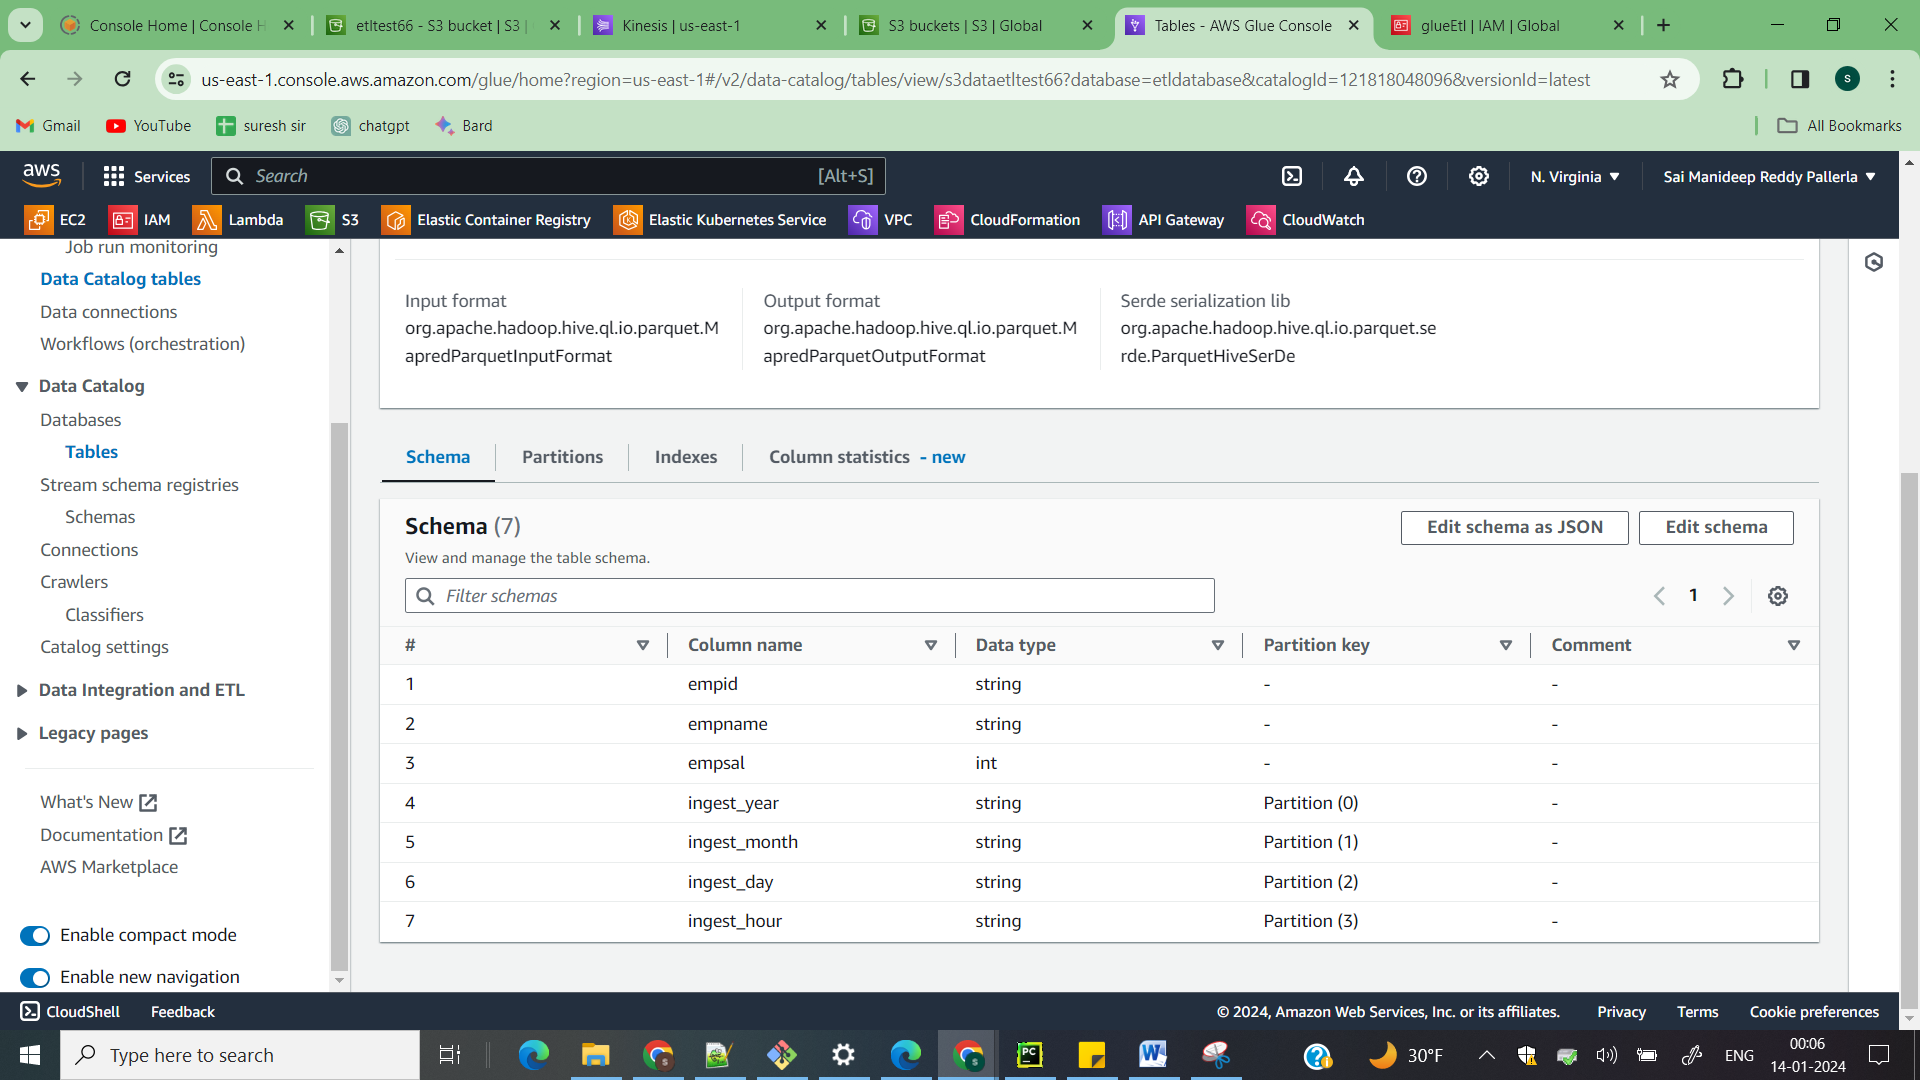 Console Home | Console H
etltest66 - S3 bucket | S3 |
Kinesis | us-east-1
S3 buckets | S3 | Global
Tables - AWS Glue Console
glueEtl | IAM | Global
us-east-1.console.aws.amazon.com/glue/home?region=us-east-1#/v2/data-catalog/tables/view/s3dataetltest66?database=etldatabase&catalogId=121818048096&versionId=latest
S
Gmail
YouTube
suresh sir
chatgpt
Bard
All Bookmarks
aws
Services
Search
[Alt+S]
N. Virginia
Sai Manideep Reddy Pallerla
EC2
IAM
Lambda
S3
Elastic Container Registry
Elastic Kubernetes Service
VPC
CloudFormation
API Gateway
CloudWatch
Job run monitoring
Data Catalog tables
Data connections
Workflows (orchestration)
Data Catalog
Databases
Tables
Stream schema registries
Schemas
Connections
Crawlers
Classifiers
Catalog settings
Data Integration and ETL
Legacy pages
What's New
Documentation
AWS Marketplace
Enable compact mode
Enable new navigation
Input format
org.apache.hadoop.hive.ql.io.parquet.M
apredParquetInputFormat
Output format
org.apache.hadoop.hive.ql.io.parquet.M
apredParquetOutputFormat
Serde serialization lib
org.apache.hadoop.hive.ql.io.parquet.se
rde.ParquetHiveSerDe
Schema
Partitions
Indexes
Column statistics - new
Schema (7)
View and manage the table schema.
Edit schema as JSON
Edit schema
Filter schemas
1
# Column name Data type Partition key Comment
1 empid string - -
2 empname string - -
3 empsal int - -
4 ingest_year string Partition (0) -
5 ingest_month string Partition (1) -
6 ingest_day string Partition (2) -
7 ingest_hour string Partition (3) -
CloudShell
Feedback
© 2024, Amazon Web Services, Inc. or its affiliates.
Privacy
Terms
Cookie preferences
Type here to search
PC
30°F
ENG
00:06
14-01-2024